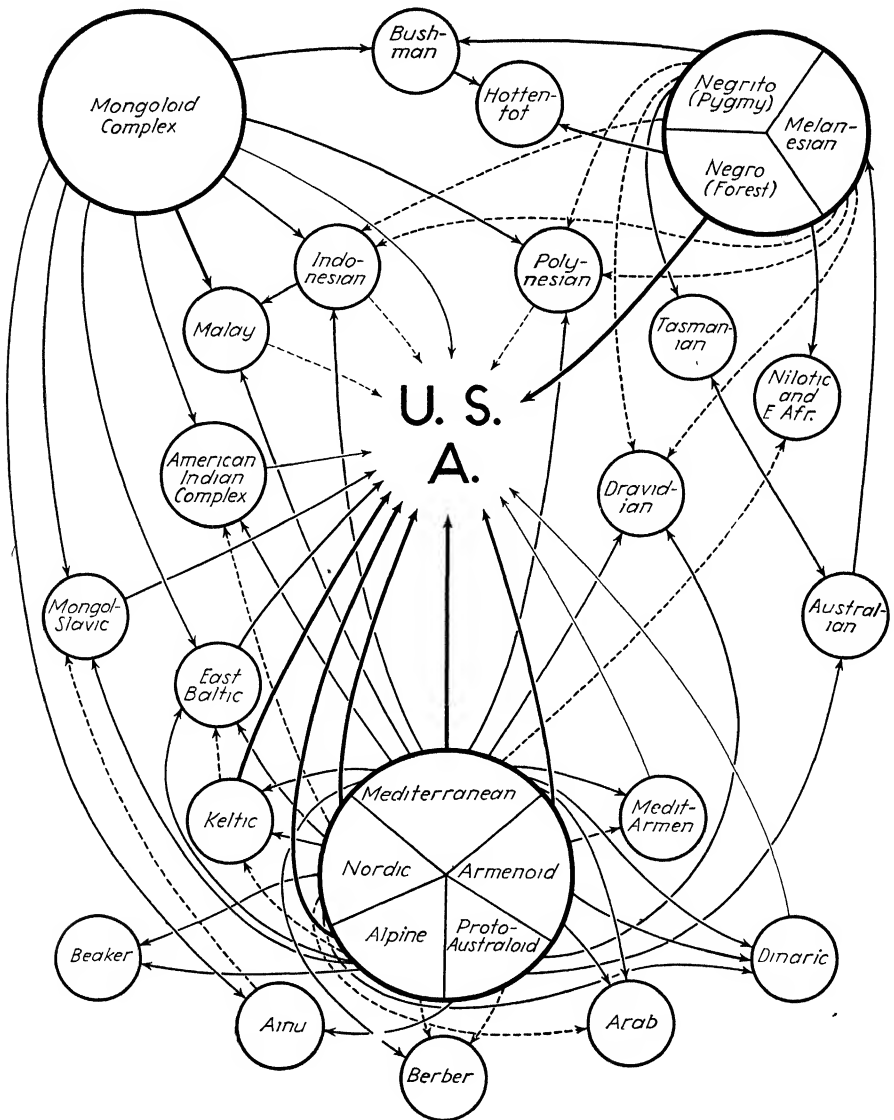 Bush-
man
Mongoloid
Complex
Hotten-
tot
Negrito
(Pygmy)
Melan-
esian
Negro
(Forest)
Indo-
nesian
Poly-
nesian
Malay
Tasman-
ian
Nilotic
and
E Afr.
U. S.
A.
American
Indian
Complex
Dravid-
ian
Mongol-
Slavic
Austral-
ian
East
Baltic
Keltic
Mediterranean
Nordic
Armenoid
Alpine
Proto-
Australoid
Medit-
Armen
Beaker
Dinaric
Ainu
Arab
Berber